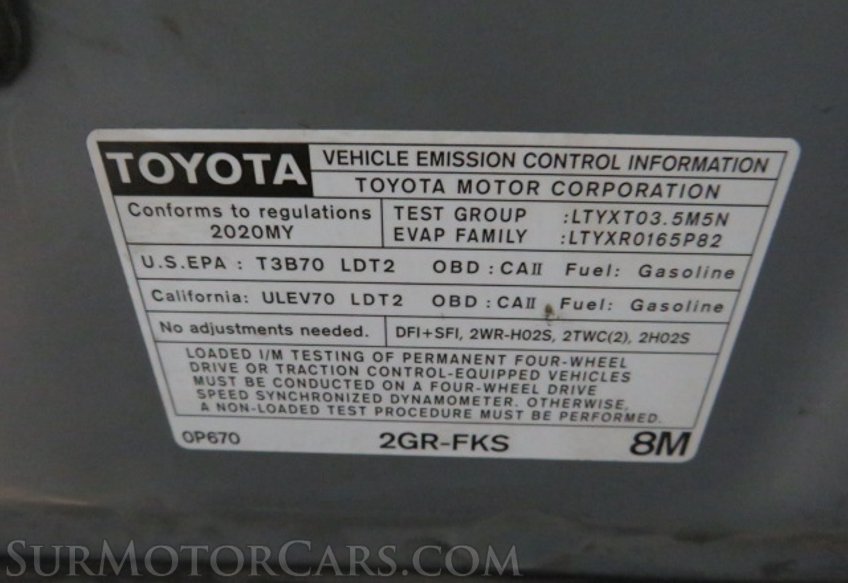 TOYOTA
VEHICLE EMISSION CONTROL INFORMATION
TOYOTA MOTOR CORPORATION
Conforms to regulations
2020MY
TEST GROUP :LTYXT03.5M5N
EVAP FAMILY :LTYXR0165P82
U.S.EPA : T3B70 LDT2 OBD : CAII Fuel: Gasoline
California: ULEV70 LDT2 OBD : CAII Fuel: Gasoline
No adjustments needed.
DFI+SFI, 2WR-HO2S, 2TWC(2), 2HO2S
LOADED I/M TESTING OF PERMANENT FOUR-WHEEL
DRIVE OR TRACTION CONTROL-EQUIPPED VEHICLES
MUST BE CONDUCTED ON A FOUR-WHEEL DRIVE
SPEED SYNCHRONIZED DYNAMOMETER. OTHERWISE,
A NON-LOADED TEST PROCEDURE MUST BE PERFORMED.
0P670 2GR-FKS 8M
SURMOTORCARS.COM